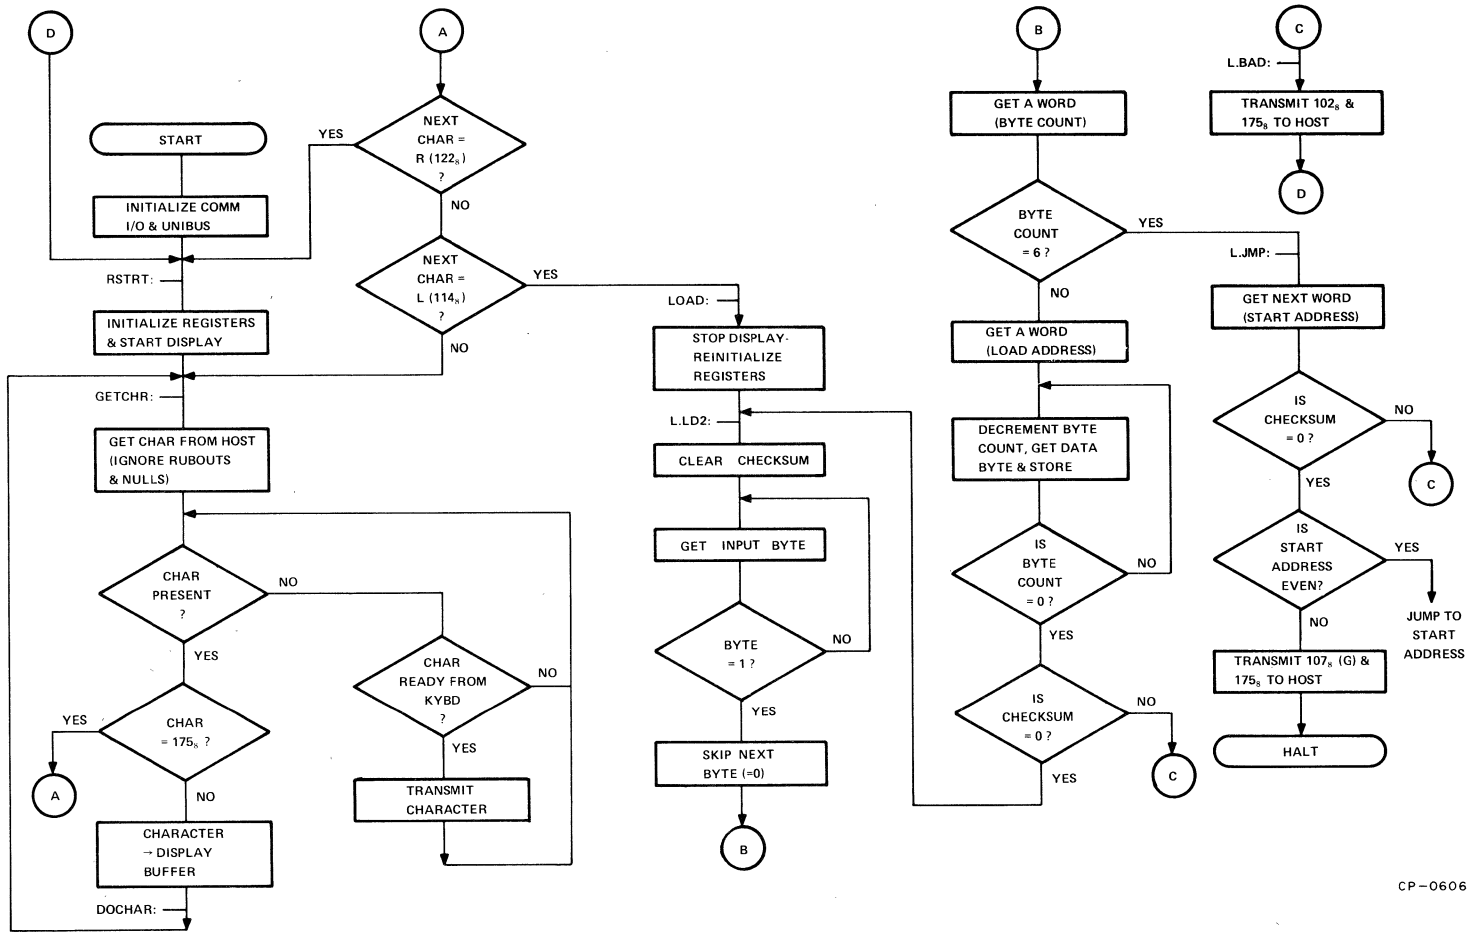 D
START
INITIALIZE COMM
I/O & UNIBUS
RSTRT:
INITIALIZE REGISTERS
& START DISPLAY
GETCHR:
GET CHAR FROM HOST
(IGNORE RUBOUTS
& NULLS)
CHAR
PRESENT
?
NO
YES
CHAR
= 175₈ ?
YES
A
NO
CHARACTER
→ DISPLAY
BUFFER
DOCHAR:
A
NEXT
CHAR =
R (122₈)
?
YES
NO
NEXT
CHAR =
L (114₈)
?
YES
NO
CHAR
READY FROM
KYBD
?
NO
YES
TRANSMIT
CHARACTER
LOAD:
STOP DISPLAY-
REINITIALIZE
REGISTERS
L.LD2:
CLEAR CHECKSUM
GET INPUT BYTE
BYTE
= 1 ?
NO
YES
SKIP NEXT
BYTE (=0)
B
B
GET A WORD
(BYTE COUNT)
BYTE
COUNT
= 6 ?
YES
NO
GET A WORD
(LOAD ADDRESS)
DECREMENT BYTE
COUNT, GET DATA
BYTE & STORE
IS
BYTE
COUNT
= 0 ?
NO
YES
IS
CHECKSUM
= 0 ?
NO
C
YES
C
L.BAD:
TRANSMIT 102₈ &
175₈ TO HOST
D
L.JMP:
GET NEXT WORD
(START ADDRESS)
IS
CHECKSUM
= 0 ?
NO
C
YES
IS
START
ADDRESS
EVEN?
YES
JUMP TO
START
ADDRESS
NO
TRANSMIT 107₈ (G) &
175₈ TO HOST
HALT
CP-0606